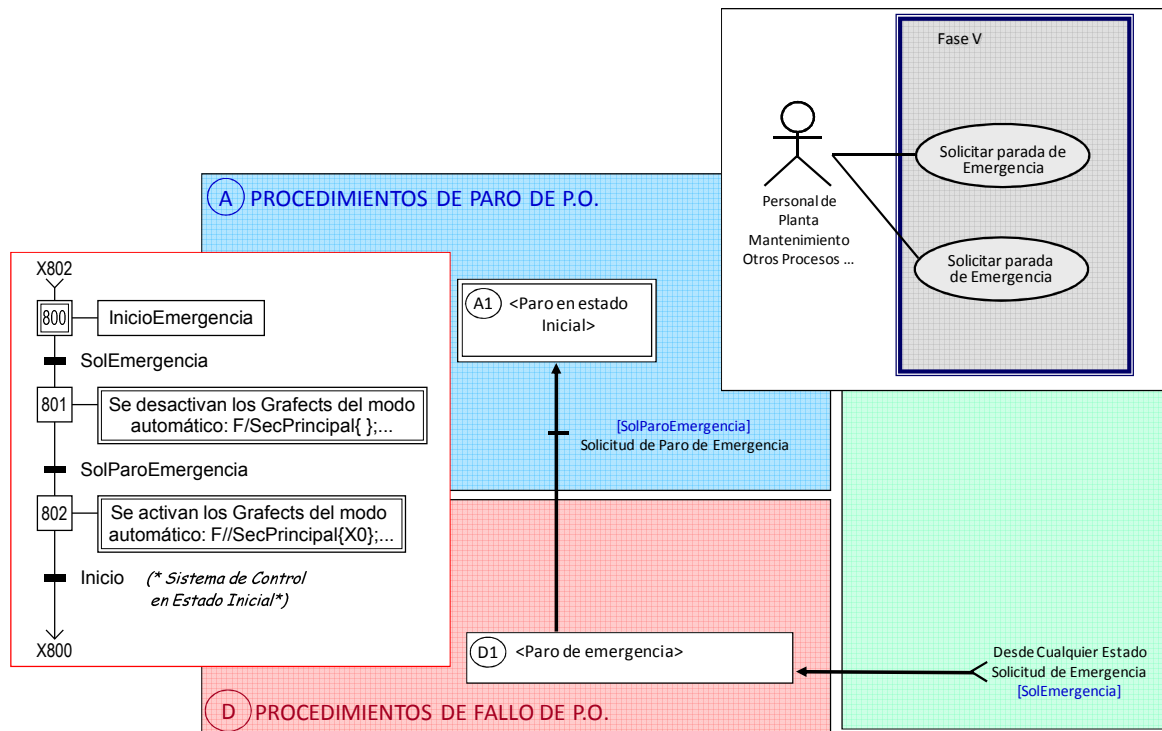 Fase V
Solicitar parada de
Emergencia
Personal de
Planta
Mantenimiento
Otros Procesos ...
Solicitar parada
de Emergencia
A PROCEDIMIENTOS DE PARO DE P.O.
A1 <Paro en estado
Inicial>
[SolParoEmergencia]
Solicitud de Paro de Emergencia
X802
800 InicioEmergencia
SolEmergencia
801 Se desactivan los Grafects del modo
automático: F/SecPrincipal{ };...
SolParoEmergencia
802 Se activan los Grafects del modo
automático: F//SecPrincipal{X0};...
Inicio (* Sistema de Control
en Estado Inicial*)
X800
D1 <Paro de emergencia>
Desde Cualquier Estado
Solicitud de Emergencia
[SolEmergencia]
D PROCEDIMIENTOS DE FALLO DE P.O.